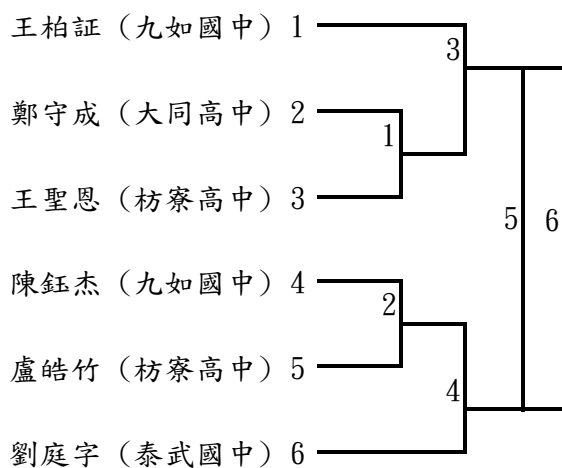 王柏証（九如國中）1
3
鄭守成（大同高中）2
1
王聖恩（枋寮高中）3
5 6
陳鈺杰（九如國中）4
2
盧皓竹（枋寮高中）5
4
劉庭字（泰武國中）6